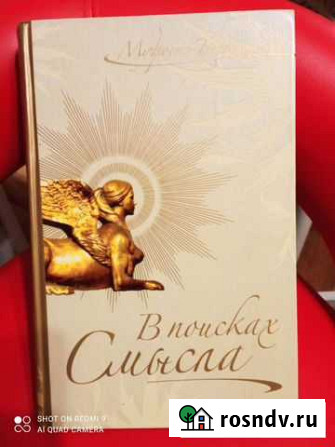 В поисках
Смысла
SHOT ON REDMI 9
AI QUAD CAMERA
rosndv.ru